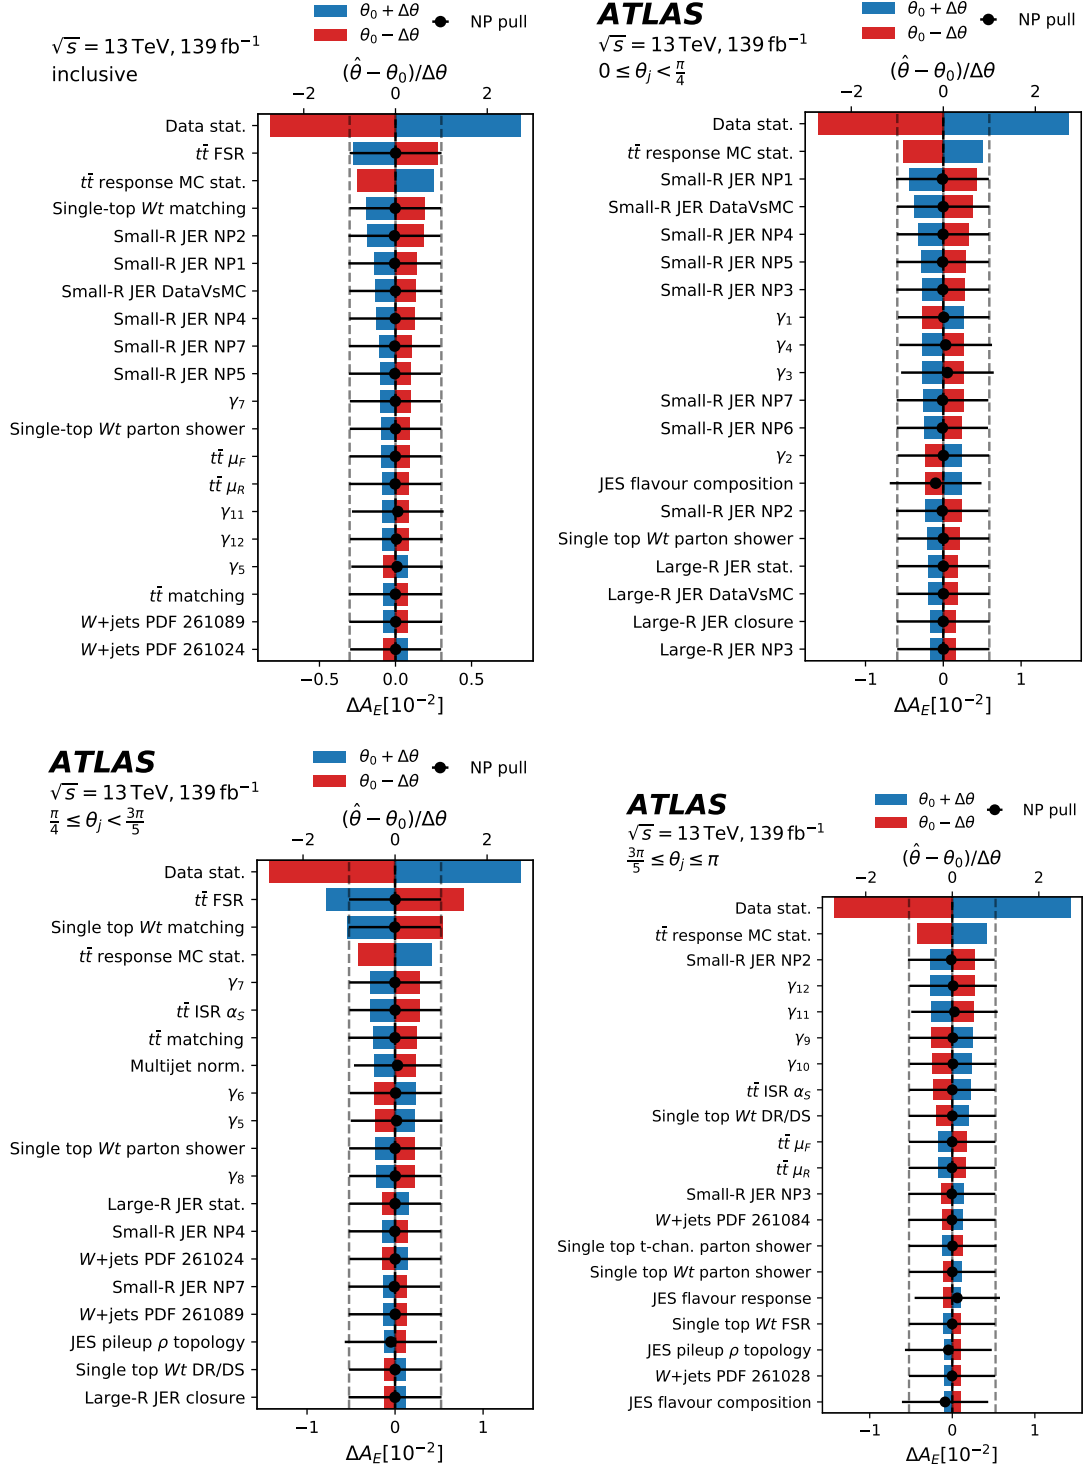 θ₀ + Δθ
θ₀ − Δθ
NP pull
√s = 13 TeV, 139 fb⁻¹
inclusive
(θ̂ − θ₀)/Δθ
−2 0 2
Data stat.
tt̄ FSR
tt̄ response MC stat.
Single-top Wt matching
Small-R JER NP2
Small-R JER NP1
Small-R JER DataVsMC
Small-R JER NP4
Small-R JER NP7
Small-R JER NP5
γ₇
Single-top Wt parton shower
tt̄ μ_F
tt̄ μ_R
γ₁₁
γ₁₂
γ₅
tt̄ matching
W+jets PDF 261089
W+jets PDF 261024
−0.5 0.0 0.5
ΔA_E[10⁻²]
ATLAS
θ₀ + Δθ
θ₀ − Δθ
NP pull
√s = 13 TeV, 139 fb⁻¹
0 ≤ θ_j < π/4
(θ̂ − θ₀)/Δθ
−2 0 2
Data stat.
tt̄ response MC stat.
Small-R JER NP1
Small-R JER DataVsMC
Small-R JER NP4
Small-R JER NP5
Small-R JER NP3
γ₁
γ₄
γ₃
Small-R JER NP7
Small-R JER NP6
γ₂
JES flavour composition
Small-R JER NP2
Single top Wt parton shower
Large-R JER stat.
Large-R JER DataVsMC
Large-R JER closure
Large-R JER NP3
−1 0 1
ΔA_E[10⁻²]
ATLAS
θ₀ + Δθ
θ₀ − Δθ
NP pull
√s = 13 TeV, 139 fb⁻¹
π/4 ≤ θ_j < 3π/5
(θ̂ − θ₀)/Δθ
−2 0 2
Data stat.
tt̄ FSR
Single top Wt matching
tt̄ response MC stat.
γ₇
tt̄ ISR α_S
tt̄ matching
Multijet norm.
γ₆
γ₅
Single top Wt parton shower
γ₈
Large-R JER stat.
Small-R JER NP4
W+jets PDF 261024
Small-R JER NP7
W+jets PDF 261089
JES pileup ρ topology
Single top Wt DR/DS
Large-R JER closure
−1 0 1
ΔA_E[10⁻²]
ATLAS
θ₀ + Δθ
θ₀ − Δθ
NP pull
√s = 13 TeV, 139 fb⁻¹
3π/5 ≤ θ_j ≤ π
(θ̂ − θ₀)/Δθ
−2 0 2
Data stat.
tt̄ response MC stat.
Small-R JER NP2
γ₁₂
γ₁₁
γ₉
γ₁₀
tt̄ ISR α_S
Single top Wt DR/DS
tt̄ μ_F
tt̄ μ_R
Small-R JER NP3
W+jets PDF 261084
Single top t-chan. parton shower
Single top Wt parton shower
JES flavour response
Single top Wt FSR
JES pileup ρ topology
W+jets PDF 261028
JES flavour composition
−1 0 1
ΔA_E[10⁻²]